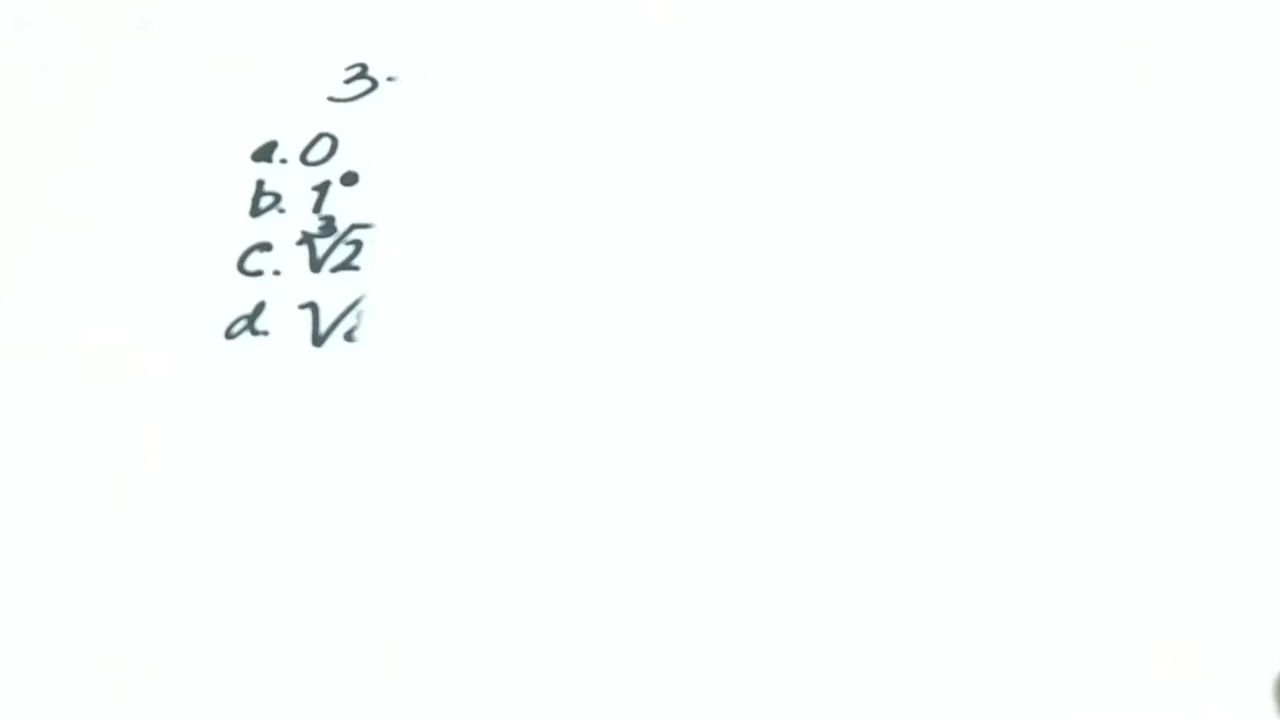 3.
a. 0
b. 1°
c. ∛2
d. √